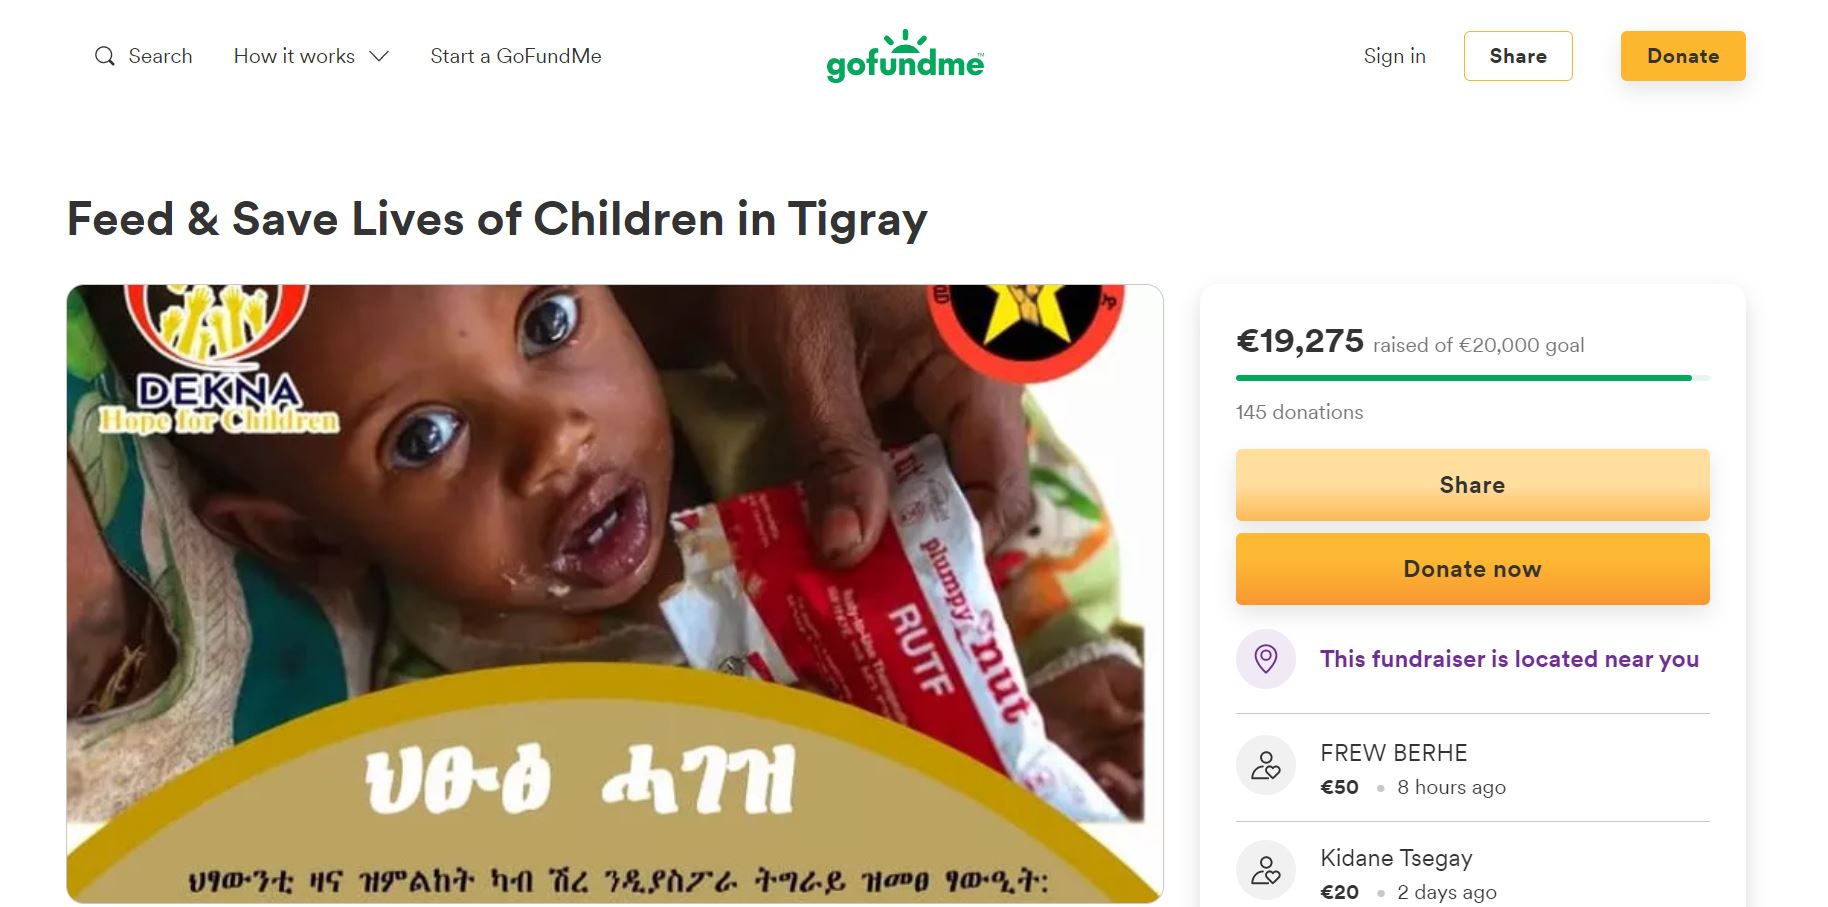 Search
How it works
Start a GoFundMe
gofundme
Sign in
Share
Donate
Feed & Save Lives of Children in Tigray
DEKNA
Hope for Children
plumpy'nut
RUTF
ህፁፅ ሓገዝ
ህፃውንቲ ዛና ዝምልከት ካብ ሽረ ንዲያስፖራ ትግራይ ዝመፀ ፃውዒት:
€19,275 raised of €20,000 goal
145 donations
Share
Donate now
This fundraiser is located near you
FREW BERHE
€50 • 8 hours ago
Kidane Tsegay
€20 • 2 days ago